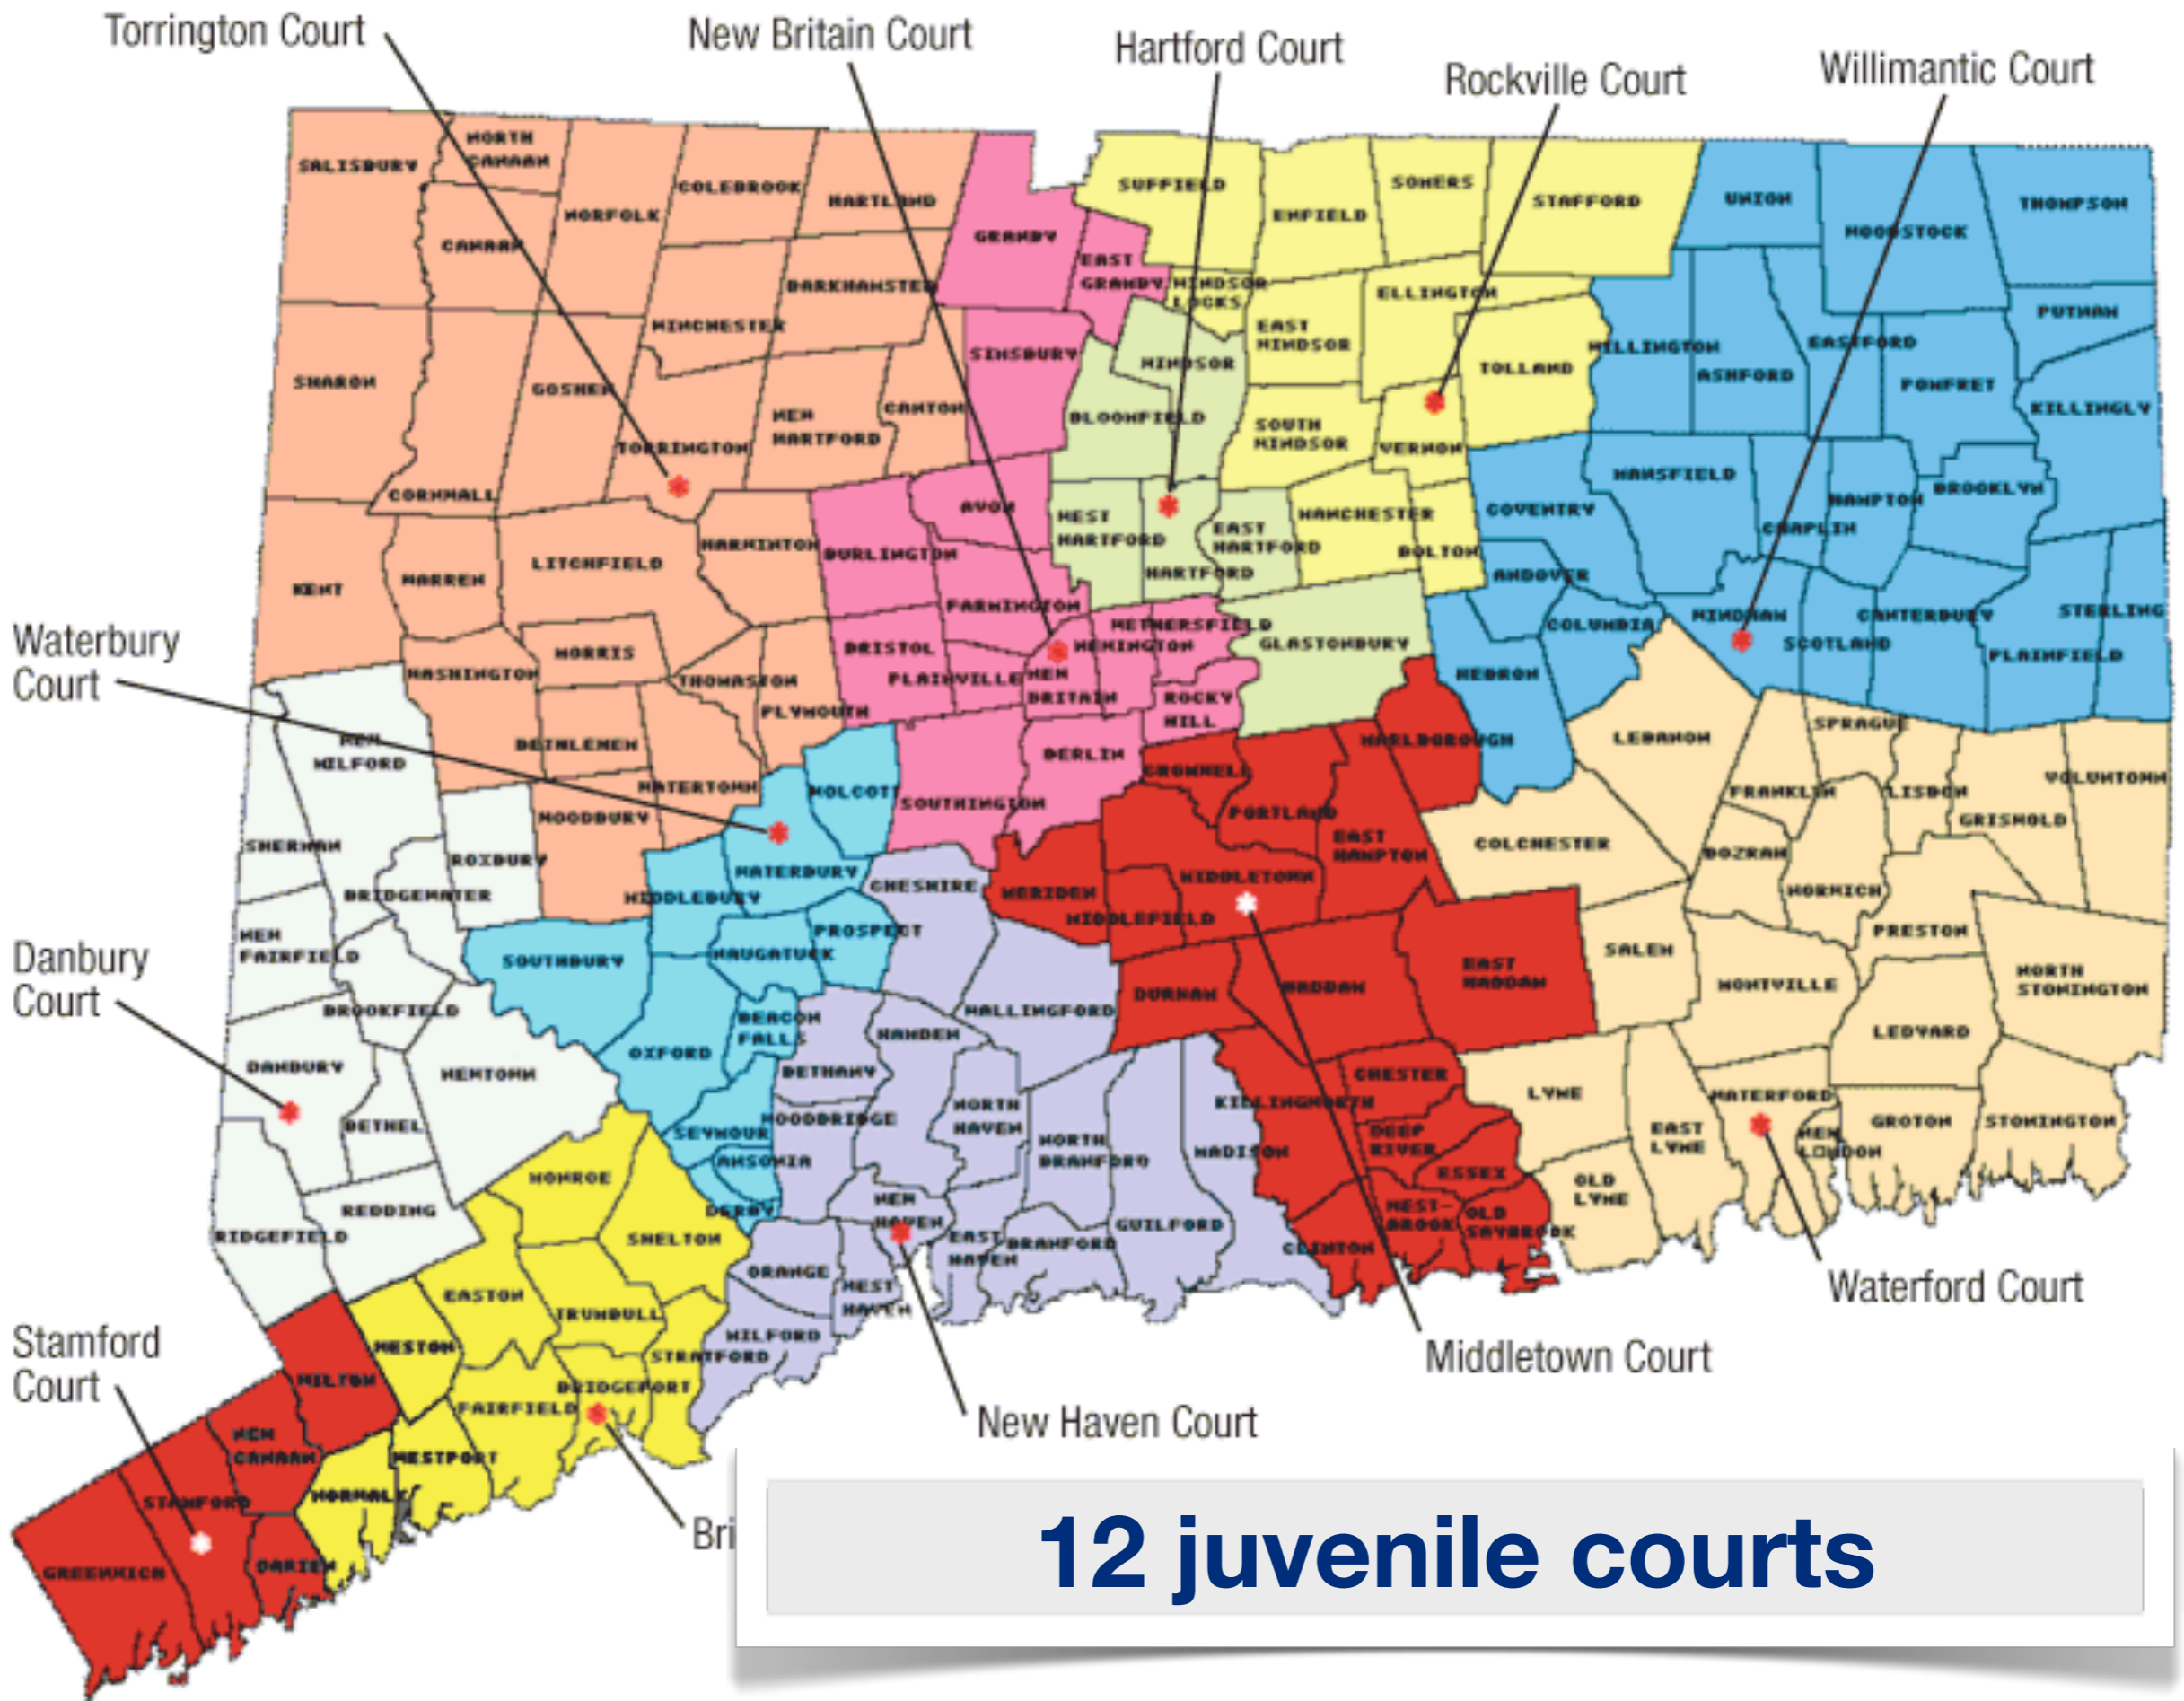 Torrington Court
New Britain Court
Hartford Court
Rockville Court
Willimantic Court
SALISBURY
NORTH
CANAAN
CANAAN
NORFOLK
COLEBROOK
HARTLAND
GRANBY
EAST
GRANBY
SUFFIELD
WINDSOR
LOCKS
ENFIELD
SOMERS
STAFFORD
UNION
WOODSTOCK
THOMPSON
SHARON
CORNWALL
GOSHEN
WINCHESTER
BARKHAMSTED
TORRINGTON
NEW
HARTFORD
CANTON
SIMSBURY
WINDSOR
BLOOMFIELD
EAST
WINDSOR
ELLINGTON
TOLLAND
SOUTH
WINDSOR
VERNON
WILLINGTON
ASHFORD
EASTFORD
POMFRET
PUTNAM
KILLINGLY
KENT
WARREN
LITCHFIELD
HARWINTON
BURLINGTON
AVON
WEST
HARTFORD
HARTFORD
EAST
HARTFORD
MANCHESTER
BOLTON
COVENTRY
MANSFIELD
CHAPLIN
HAMPTON
BROOKLYN
ANDOVER
COLUMBIA
WINDHAM
SCOTLAND
CANTERBURY
STERLING
PLAINFIELD
Waterbury
Court
WASHINGTON
MORRIS
THOMASTON
PLYMOUTH
BRISTOL
FARMINGTON
PLAINVILLE
NEW
BRITAIN
NEWINGTON
WETHERSFIELD
ROCKY
HILL
GLASTONBURY
HEBRON
NEW
MILFORD
BETHLEHEM
WATERTOWN
WOODBURY
WOLCOTT
SOUTHINGTON
BERLIN
CROMWELL
PORTLAND
MARLBOROUGH
EAST
HAMPTON
LEBANON
SPRAGUE
FRANKLIN
LISBON
VOLUNTOWN
GRISWOLD
COLCHESTER
BOZRAH
NORWICH
PRESTON
SHERMAN
BRIDGEWATER
ROXBURY
MIDDLEBURY
WATERBURY
CHESHIRE
MERIDEN
MIDDLEFIELD
MIDDLETOWN
Danbury
Court
NEW
FAIRFIELD
BROOKFIELD
SOUTHBURY
NAUGATUCK
PROSPECT
WALLINGFORD
DURHAM
HADDAM
EAST
HADDAM
SALEM
MONTVILLE
NORTH
STONINGTON
LEDYARD
DANBURY
BETHEL
NEWTOWN
OXFORD
BEACON
FALLS
BETHANY
HAMDEN
WOODBRIDGE
NORTH
HAVEN
NORTH
BRANFORD
MADISON
KILLINGWORTH
CHESTER
DEEP
RIVER
ESSEX
LYME
EAST
LYME
OLD
LYME
WATERFORD
NEW
LONDON
GROTON
STONINGTON
RIDGEFIELD
REDDING
MONROE
SEYMOUR
ANSONIA
DERBY
SHELTON
NEW
HAVEN
EAST
HAVEN
BRANFORD
GUILFORD
CLINTON
WEST-
BROOK
OLD
SAYBROOK
Waterford Court
ORANGE
WEST
HAVEN
MILFORD
EASTON
TRUMBULL
STRATFORD
BRIDGEPORT
WESTON
FAIRFIELD
WESTPORT
Middletown Court
New Haven Court
Stamford
Court
WILTON
NEW
CANAAN
NORWALK
STAMFORD
DARIEN
GREENWICH
Bri
12 juvenile courts